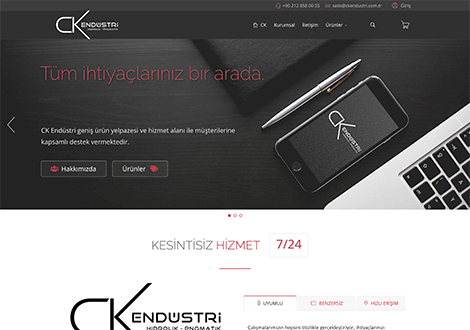 +90 212 858 00 55 satis@ckendustri.com.tr Giriş
CK ENDÜSTRİ
HİDROLİK - PNÖMATİK
CK Kurumsal İletişim Ürünler
Tüm ihtiyaçlarınız bir arada.
CK Endüstri geniş ürün yelpazesi ve hizmet alanı ile müşterilerine
kapsamlı destek vermektedir.
Hakkımızda Ürünler
CK ENDÜSTRİ
KESİNTİSİZ HİZMET 7/24
CK ENDÜSTRİ
HİDROLİK - PNÖMATİK
UYUMLU BENZERSİZ HIZLI ERİŞİM
Çalışmalarımızın hepsini titizlikle gerçekleştiriyor, ihtiyaçlarınızı